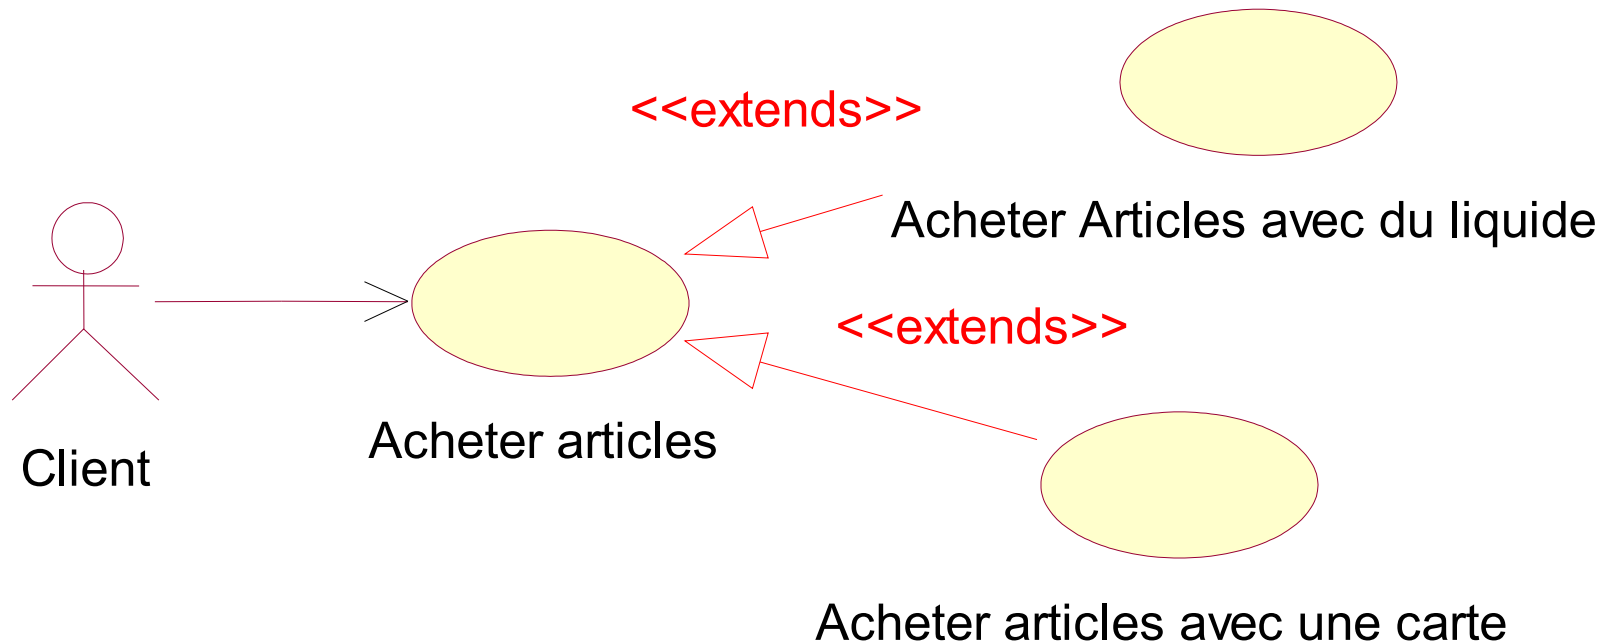 <<extends>>
Acheter Articles avec du liquide
<<extends>>
Acheter articles
Client
Acheter articles avec une carte